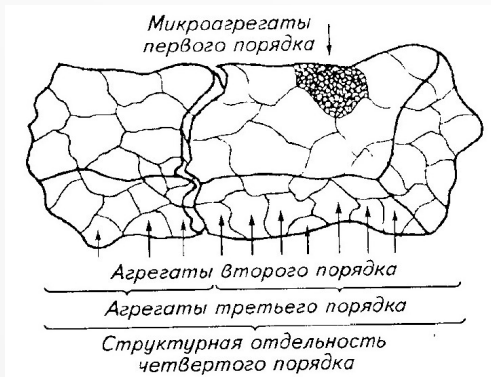 Микроагрегаты
первого порядка
Агрегаты второго порядка
Агрегаты третьего порядка
Структурная отдельность
четвертого порядка